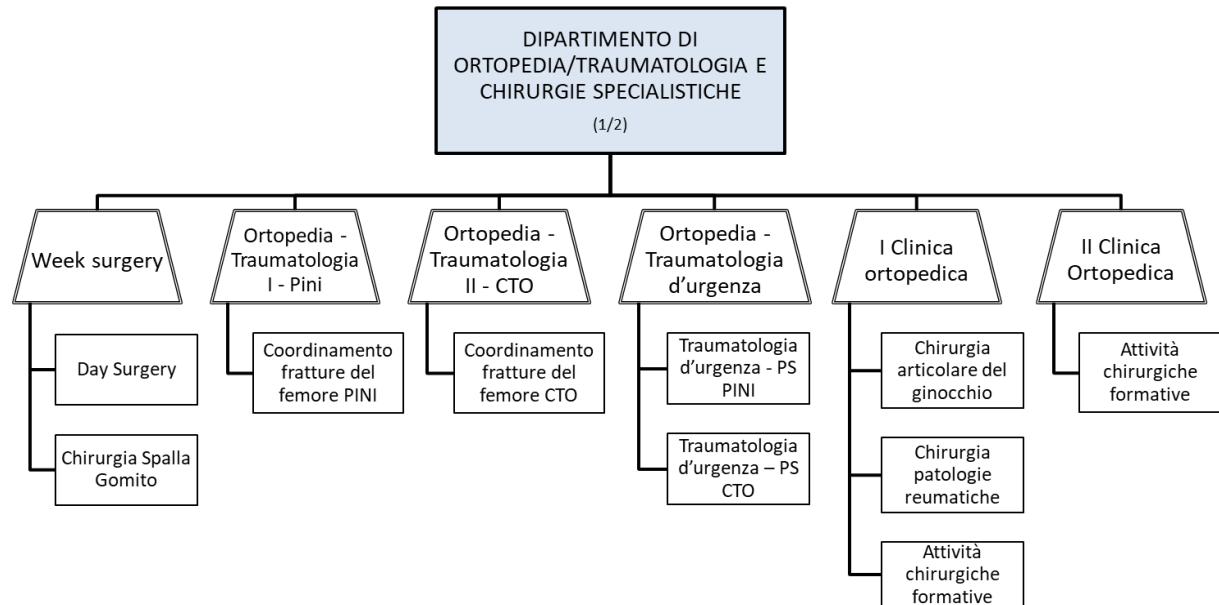 DIPARTIMENTO DI
ORTOPEDIA/TRAUMATOLOGIA E
CHIRURGIE SPECIALISTICHE
(1/2)
Week surgery
Ortopedia -
Traumatologia
I - Pini
Ortopedia -
Traumatologia
II - CTO
Ortopedia -
Traumatologia
d’urgenza
I Clinica
ortopedica
II Clinica
Ortopedica
Day Surgery
Chirurgia Spalla
Gomito
Coordinamento
fratture del
femore PINI
Coordinamento
fratture del
femore CTO
Traumatologia
d’urgenza - PS
PINI
Traumatologia
d’urgenza – PS
CTO
Chirurgia
articolare del
ginocchio
Chirurgia
patologie
reumatiche
Attività
chirurgiche
formative
Attività
chirurgiche
formative